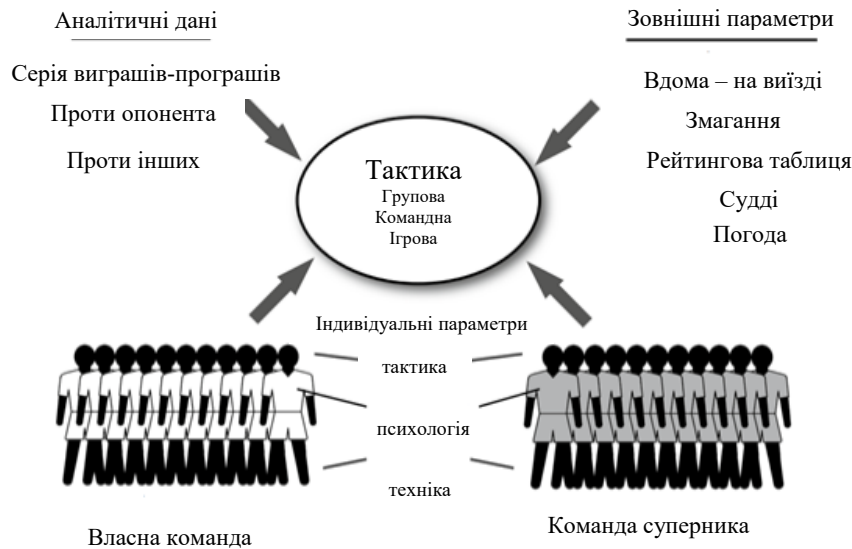 Аналітичні дані
Серія виграшів-програшів
Проти опонента
Проти інших
Зовнішні параметри
Вдома – на виїзді
Змагання
Рейтингова таблиця
Судді
Погода
Тактика
Групова
Командна
Ігрова
Індивідуальні параметри
тактика
психологія
техніка
Власна команда
Команда суперника